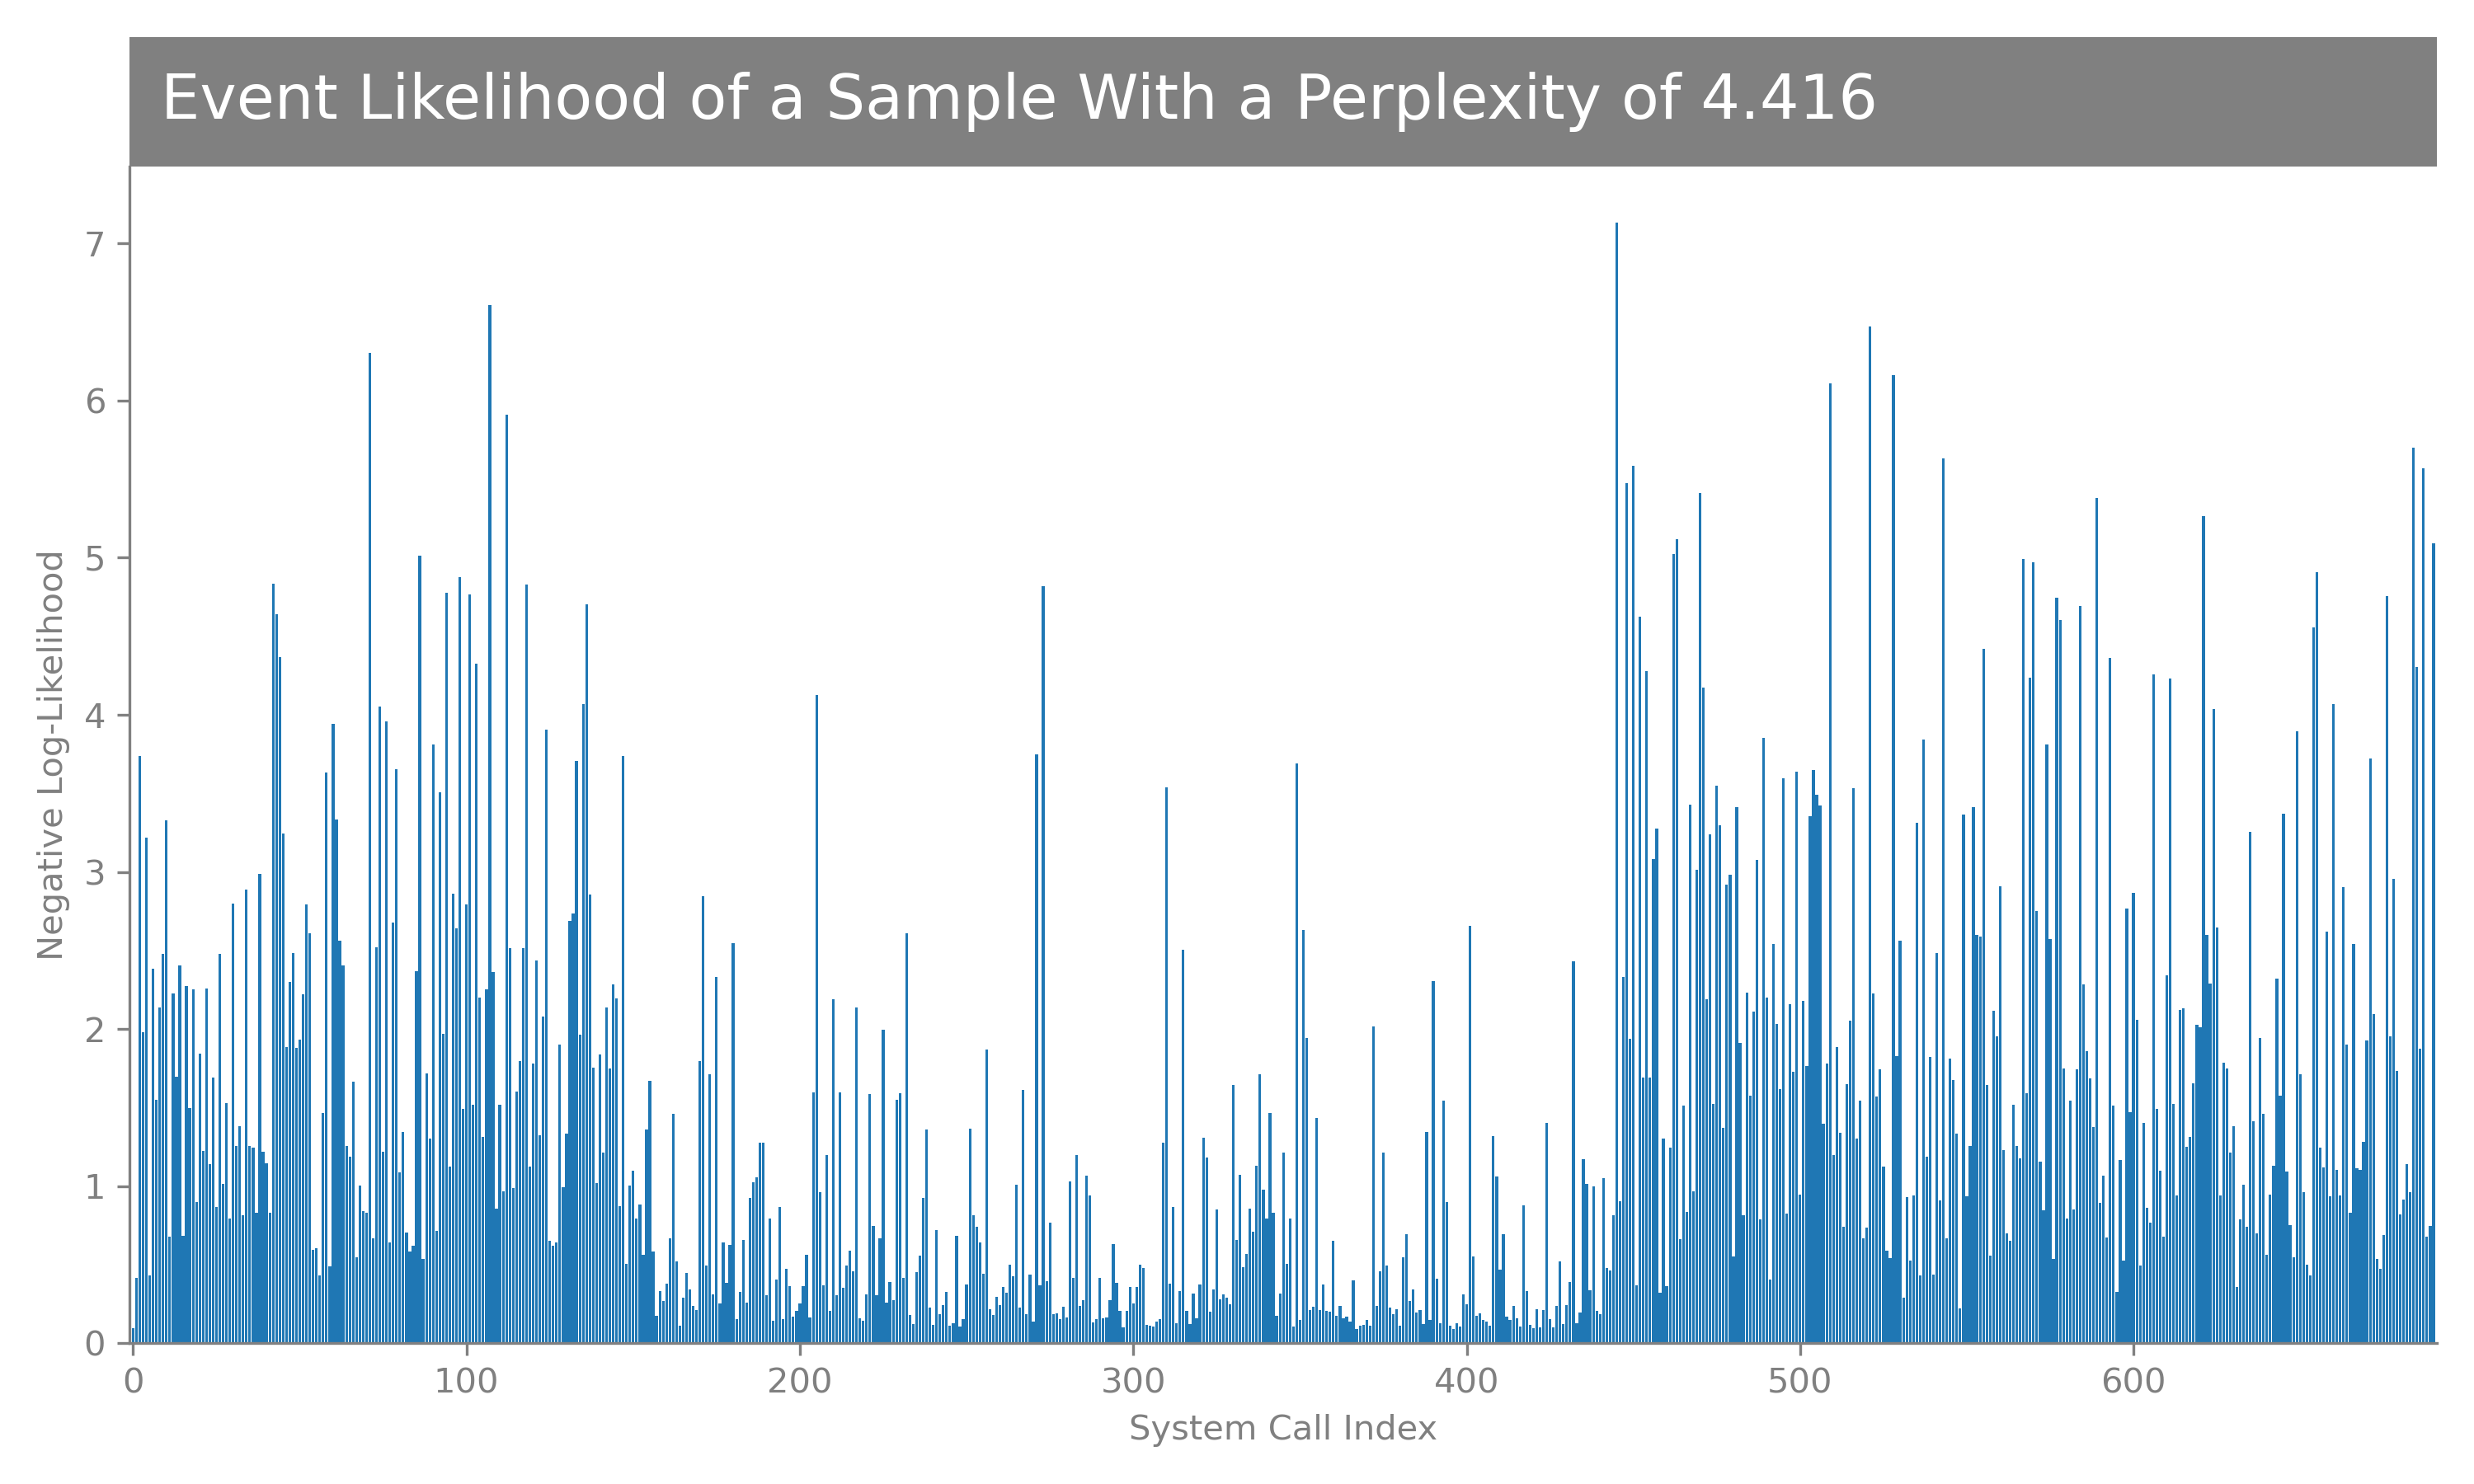 Event Likelihood of a Sample With a Perplexity of 4.416
7
6
5
4
3
2
1
0
Negative Log-Likelihood
0 100 200 300 400 500 600
System Call Index